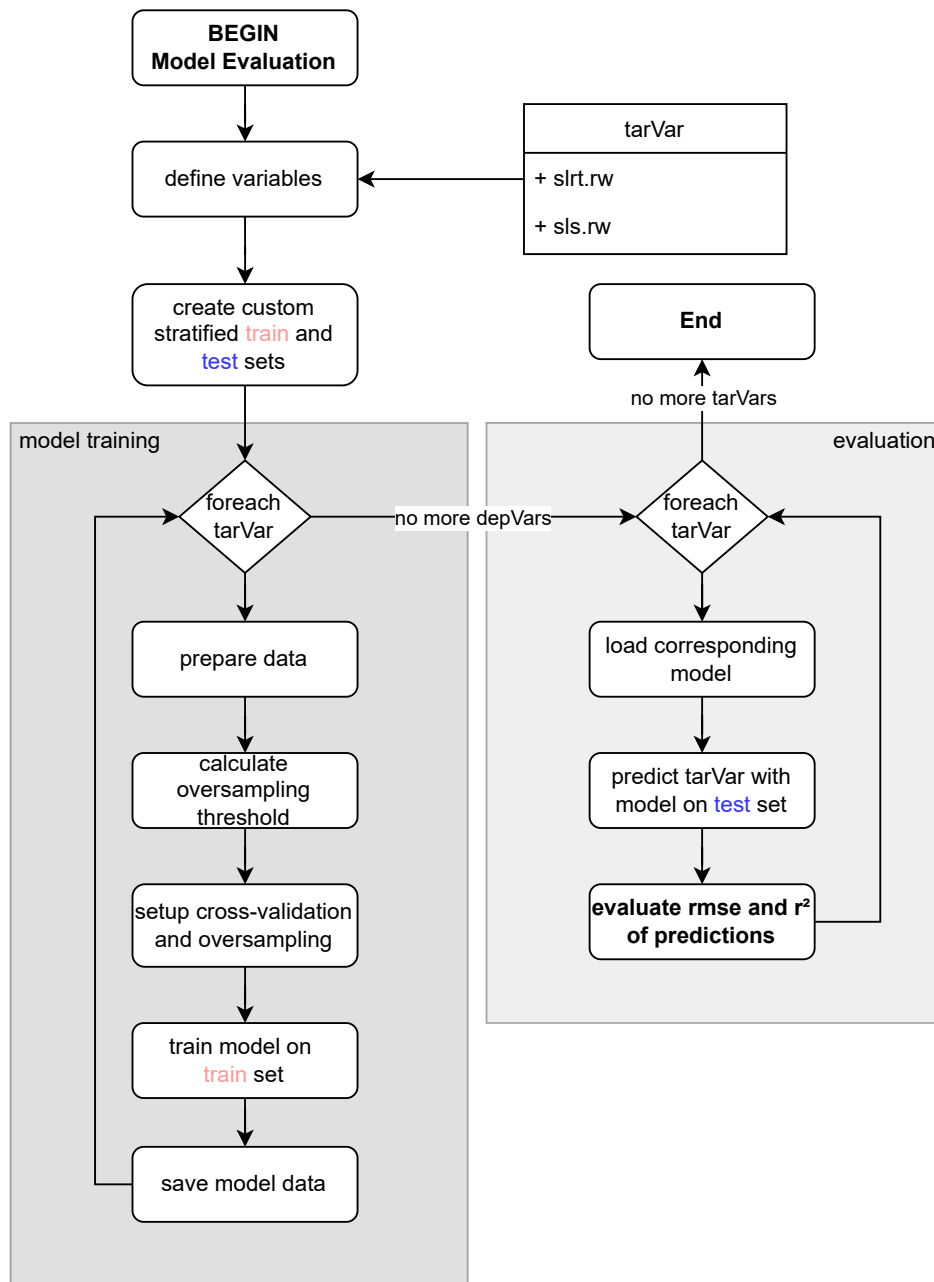 BEGIN
Model Evaluation
tarVar
define variables
+ slrt.rw
+ sls.rw
create custom
stratified train and
test sets
End
no more tarVars
model training
evaluation
foreach
tarVar
no more depVars
foreach
tarVar
prepare data
load corresponding
model
calculate
oversampling
threshold
predict tarVar with
model on test set
setup cross-validation
and oversampling
evaluate rmse and r²
of predictions
train model on
train set
save model data